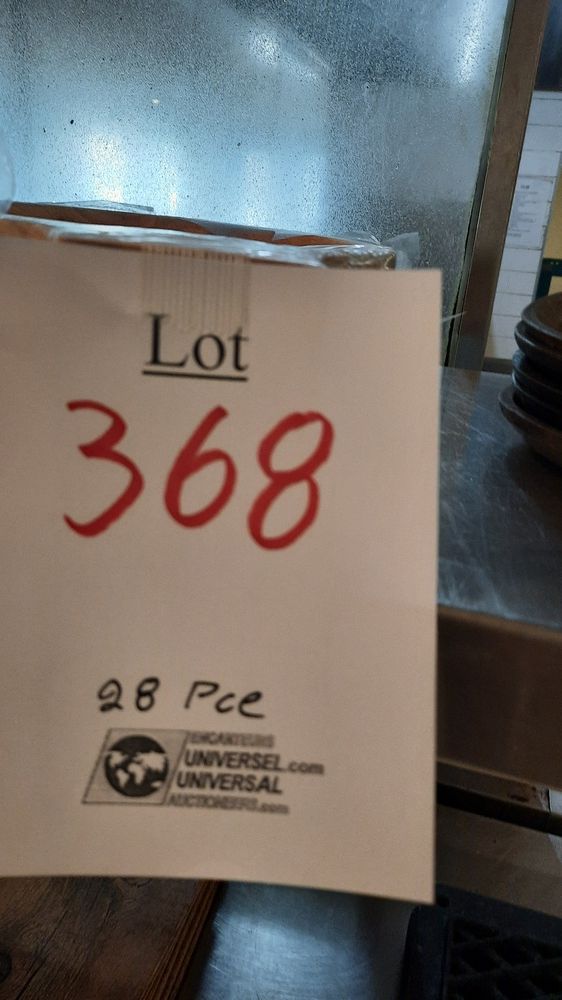 Lot
368
28 Pce
ENCANTEURS
UNIVERSEL.com
UNIVERSAL
AUCTIONEERS.com